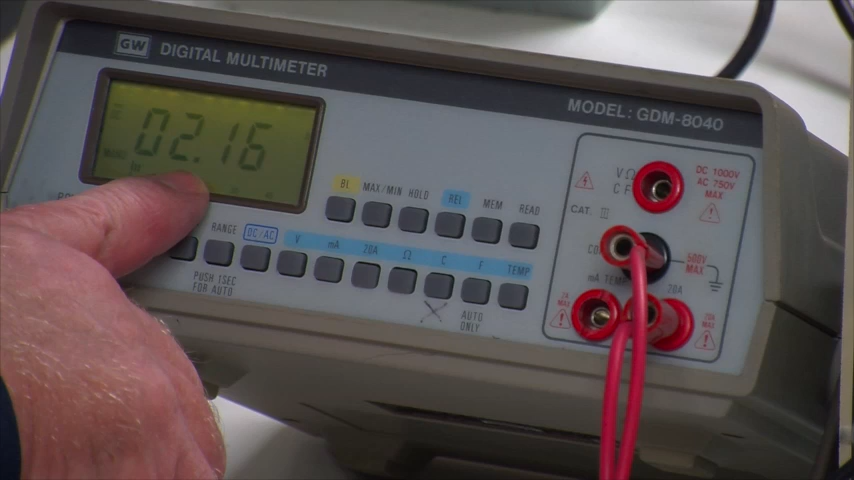 GW DIGITAL MULTIMETER
MODEL: GDM-8040
02.16
BL MAX/MIN HOLD REL MEM READ
RANGE DC/AC V mA 20A Ω C F TEMP
PUSH 1SEC
FOR AUTO
AUTO
ONLY
VΩ
C F
DC 1000V
AC 750V
MAX
CAT. III
500V
MAX
mA TEMP
20A
2A
MAX
20A
MAX